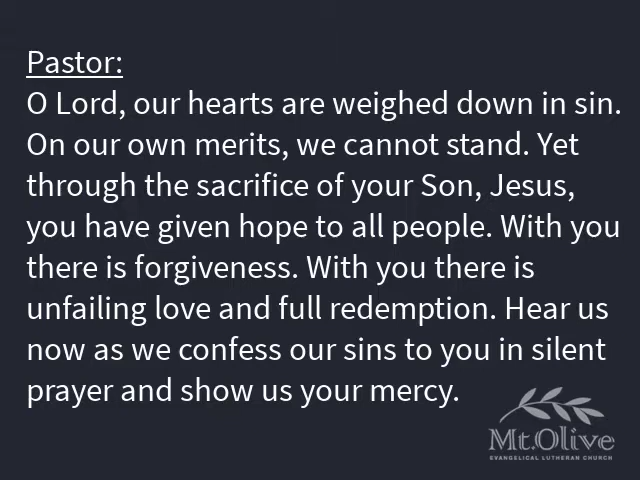 Pastor:
O Lord, our hearts are weighed down in sin.
On our own merits, we cannot stand. Yet
through the sacrifice of your Son, Jesus,
you have given hope to all people. With you
there is forgiveness. With you there is
unfailing love and full redemption. Hear us
now as we confess our sins to you in silent
prayer and show us your mercy.
Mt.Olive
EVANGELICAL LUTHERAN CHURCH